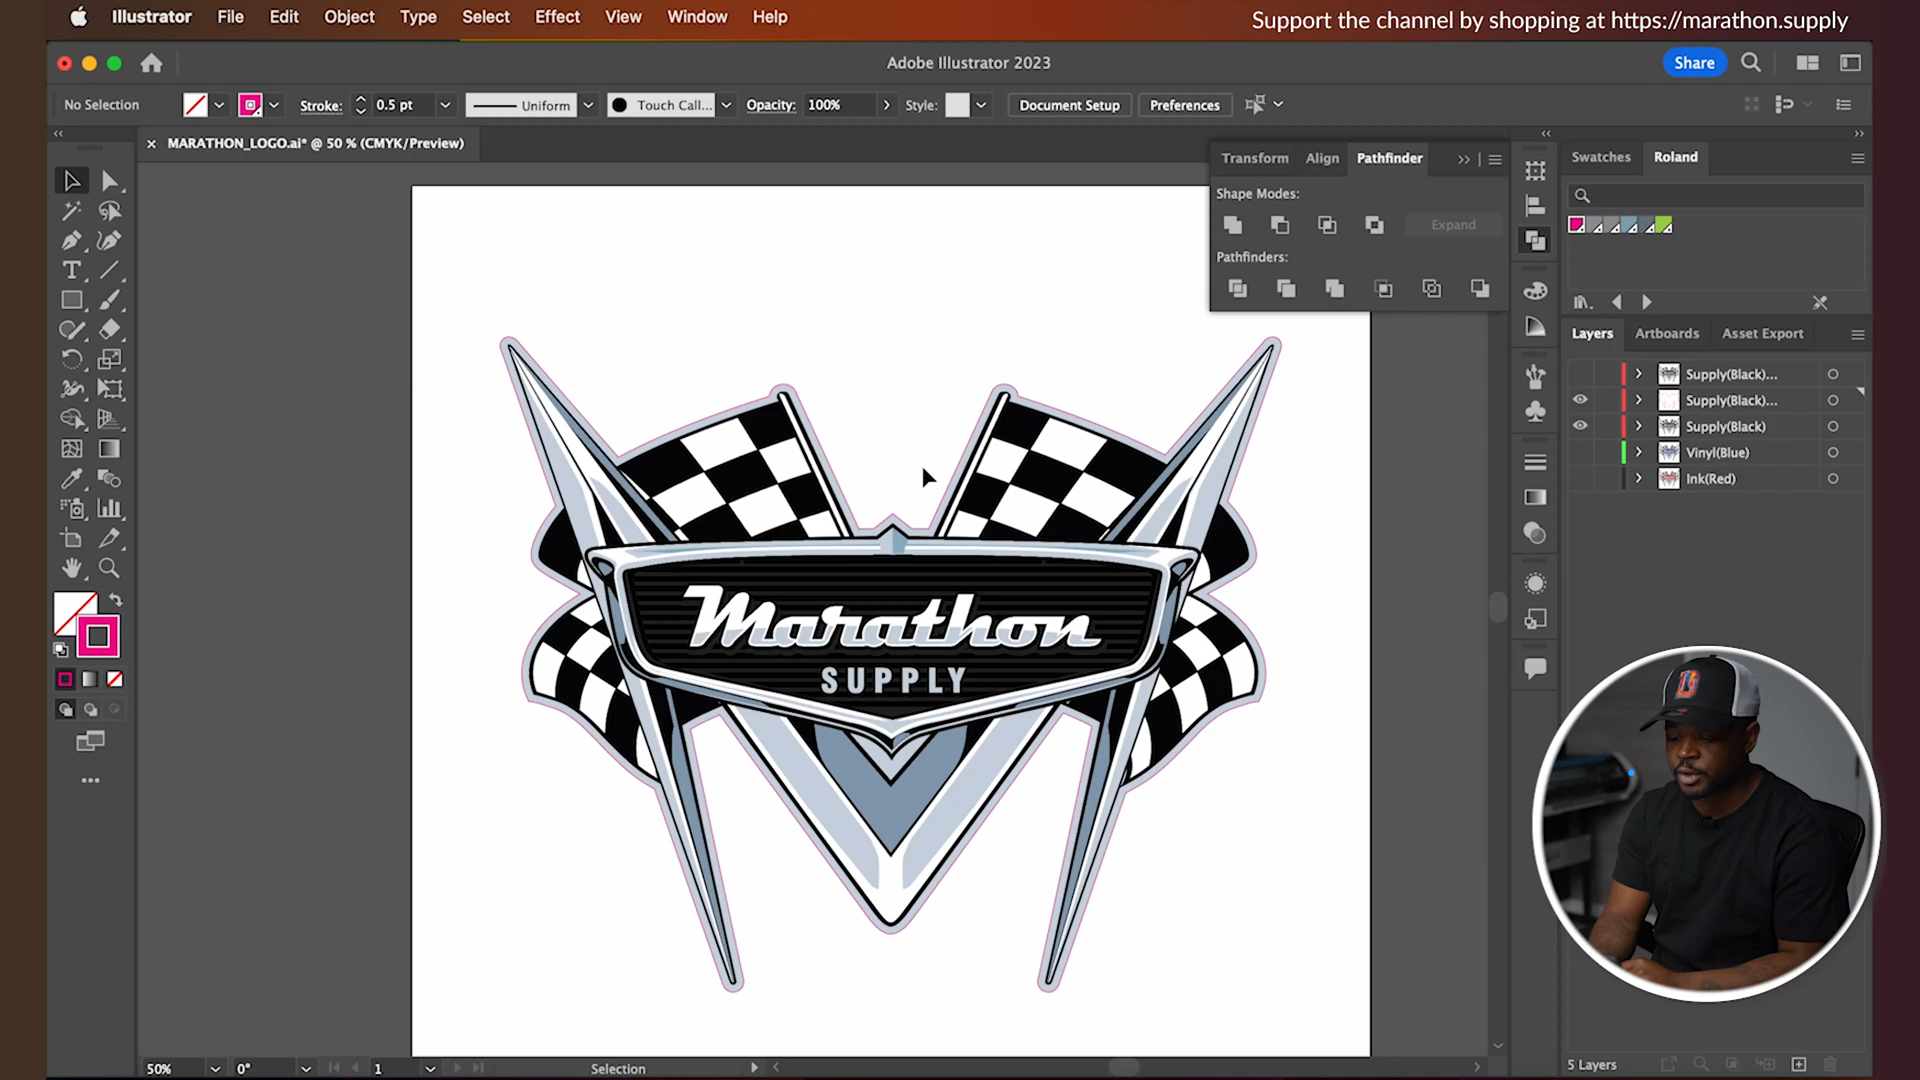 Illustrator File Edit Object Type Select Effect View Window Help
Support the channel by shopping at https://marathon.supply
Adobe Illustrator 2023
Share
No Selection
Stroke: 0.5 pt
Uniform
Touch Call...
Opacity: 100%
Style:
Document Setup
Preferences
MARATHON_LOGO.ai* @ 50 % (CMYK/Preview)
Transform Align Pathfinder
Shape Modes:
Expand
Pathfinders:
Swatches Roland
Layers Artboards Asset Export
Supply(Black)...
Supply(Black)...
Supply(Black)
Vinyl(Blue)
Ink(Red)
Marathon
SUPPLY
50% 0° 1 Selection
5 Layers